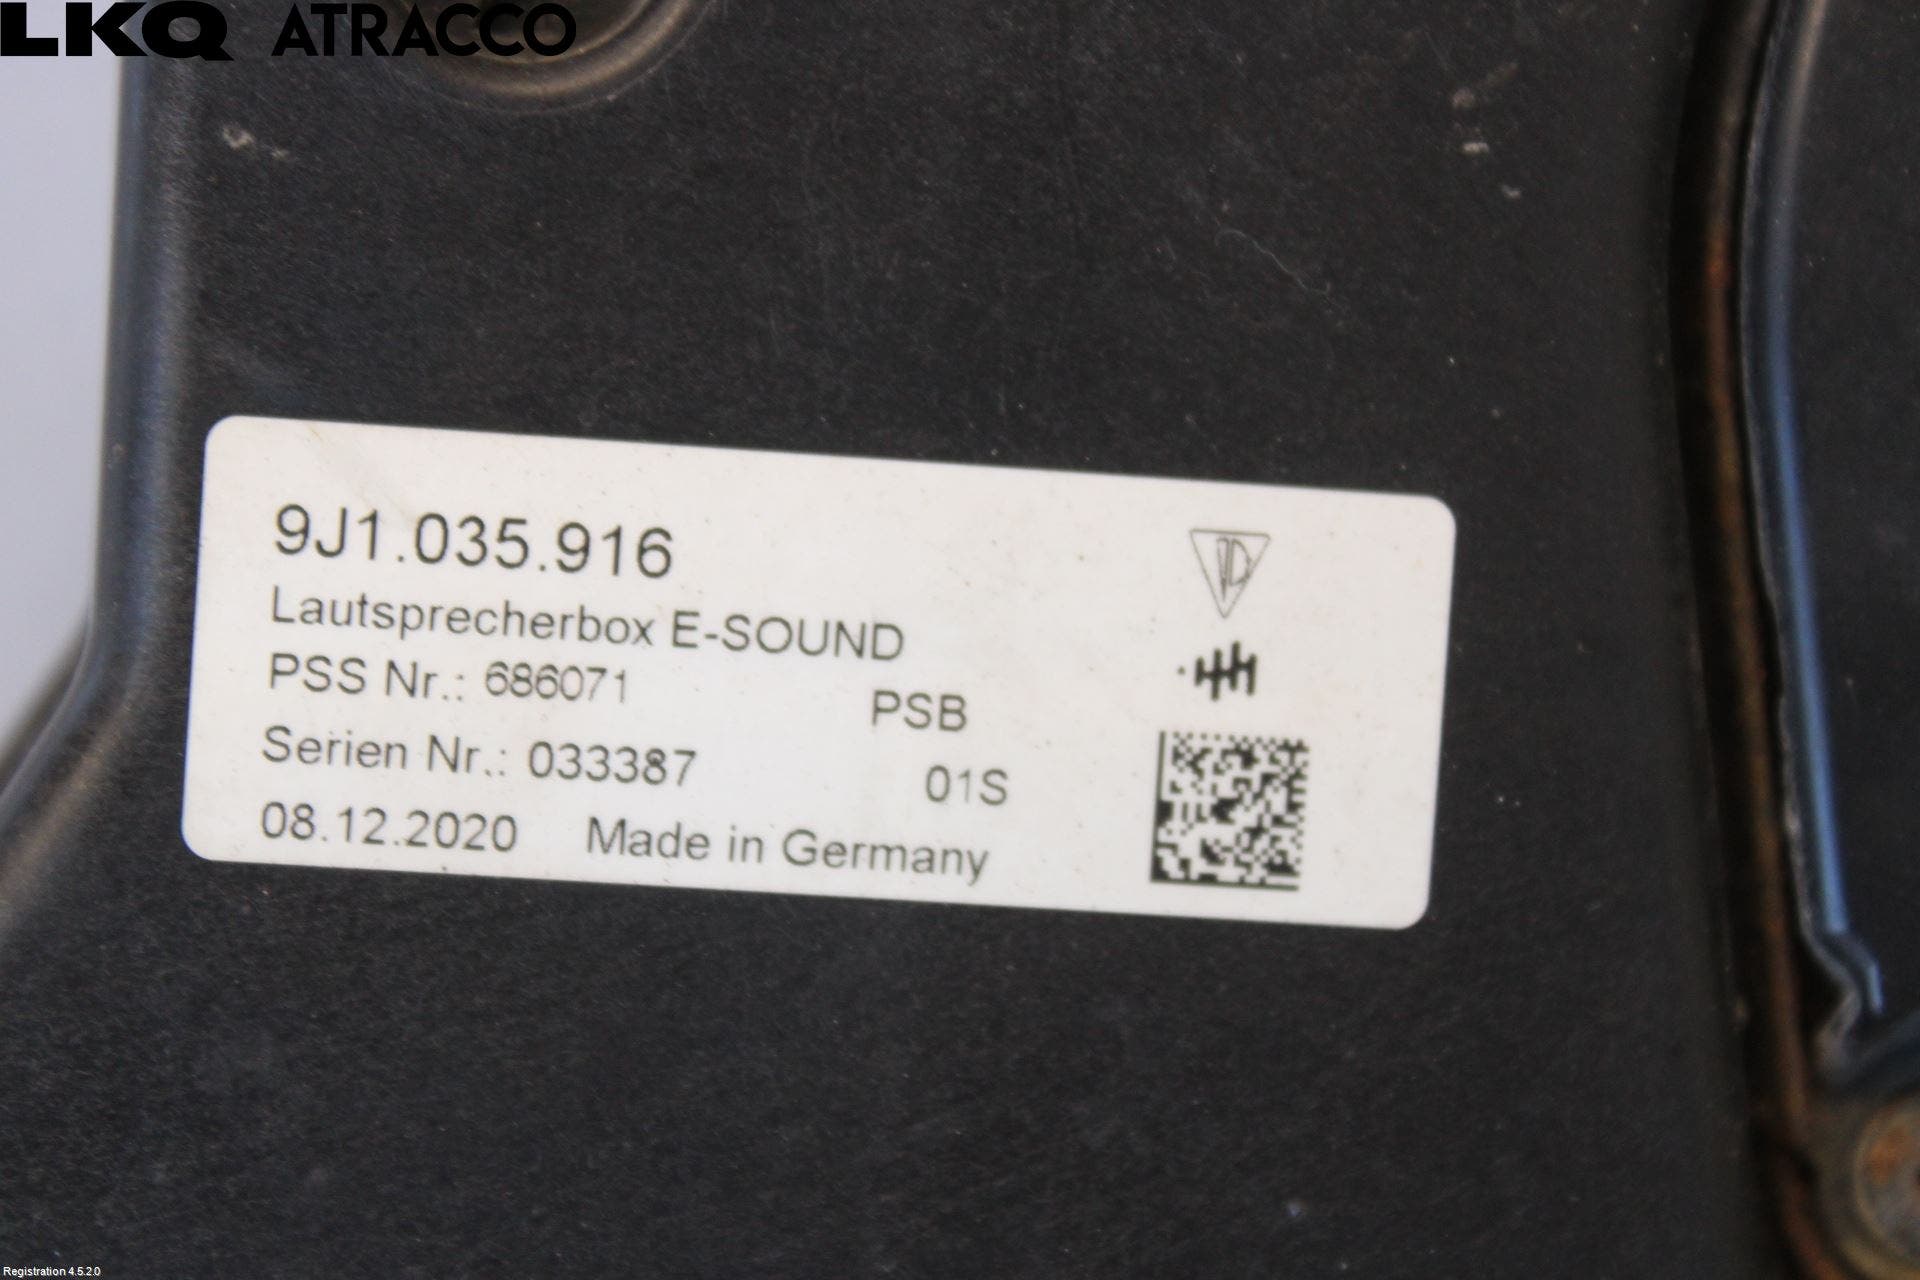 LKQ ATRACCO
9J1.035.916
Lautsprecherbox E-SOUND
PSS Nr.: 686071 PSB
Serien Nr.: 033387 01S
08.12.2020 Made in Germany
Registration 4.5.2.0